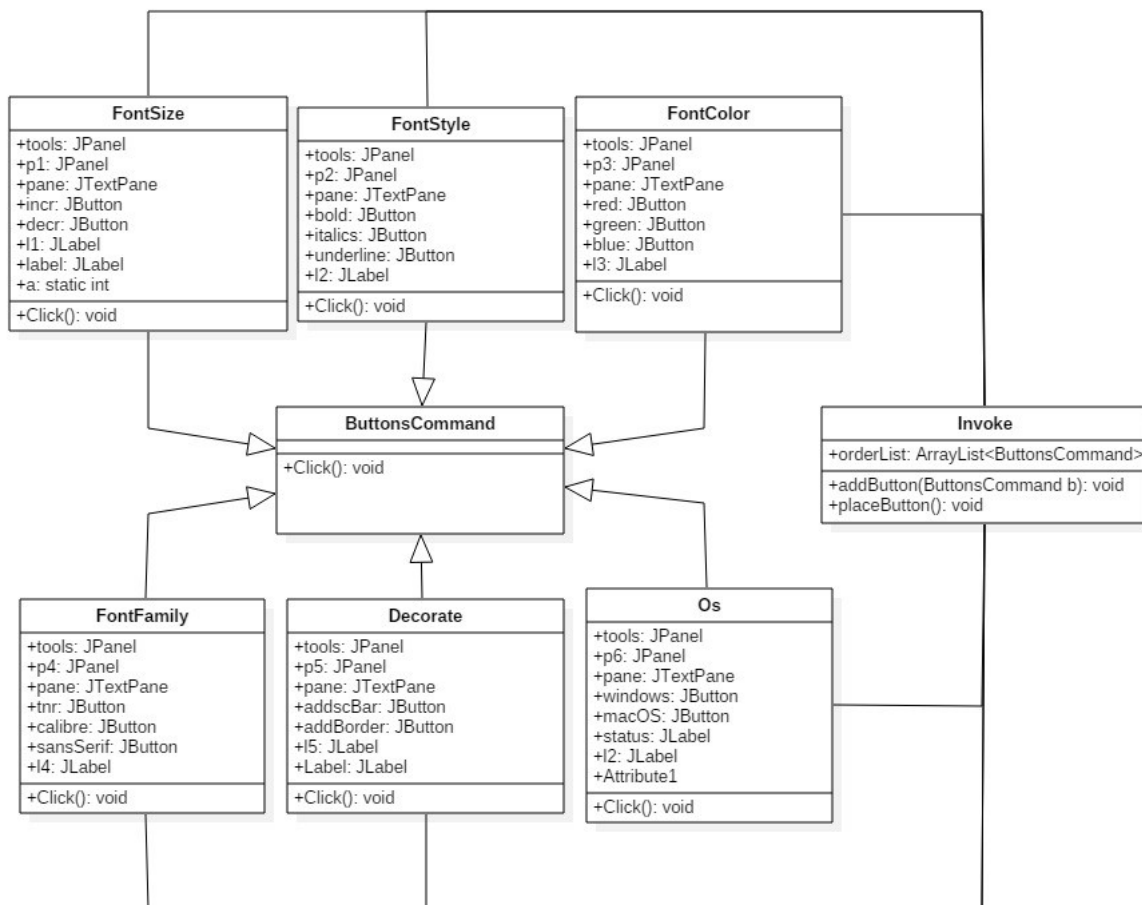 FontSize
+tools: JPanel
+p1: JPanel
+pane: JTextPane
+incr: JButton
+decr: JButton
+l1: JLabel
+label: JLabel
+a: static int
+Click(): void
FontStyle
+tools: JPanel
+p2: JPanel
+pane: JTextPane
+bold: JButton
+italics: JButton
+underline: JButton
+l2: JLabel
+Click(): void
FontColor
+tools: JPanel
+p3: JPanel
+pane: JTextPane
+red: JButton
+green: JButton
+blue: JButton
+l3: JLabel
+Click(): void
ButtonsCommand
+Click(): void
Invoke
+orderList: ArrayList<ButtonsCommand>
+addButton(ButtonsCommand b): void
+placeButton(): void
FontFamily
+tools: JPanel
+p4: JPanel
+pane: JTextPane
+tnr: JButton
+calibre: JButton
+sansSerif: JButton
+l4: JLabel
+Click(): void
Decorate
+tools: JPanel
+p5: JPanel
+pane: JTextPane
+addscBar: JButton
+addBorder: JButton
+l5: JLabel
+Label: JLabel
+Click(): void
Os
+tools: JPanel
+p6: JPanel
+pane: JTextPane
+windows: JButton
+macOS: JButton
+status: JLabel
+l2: JLabel
+Attribute1
+Click(): void